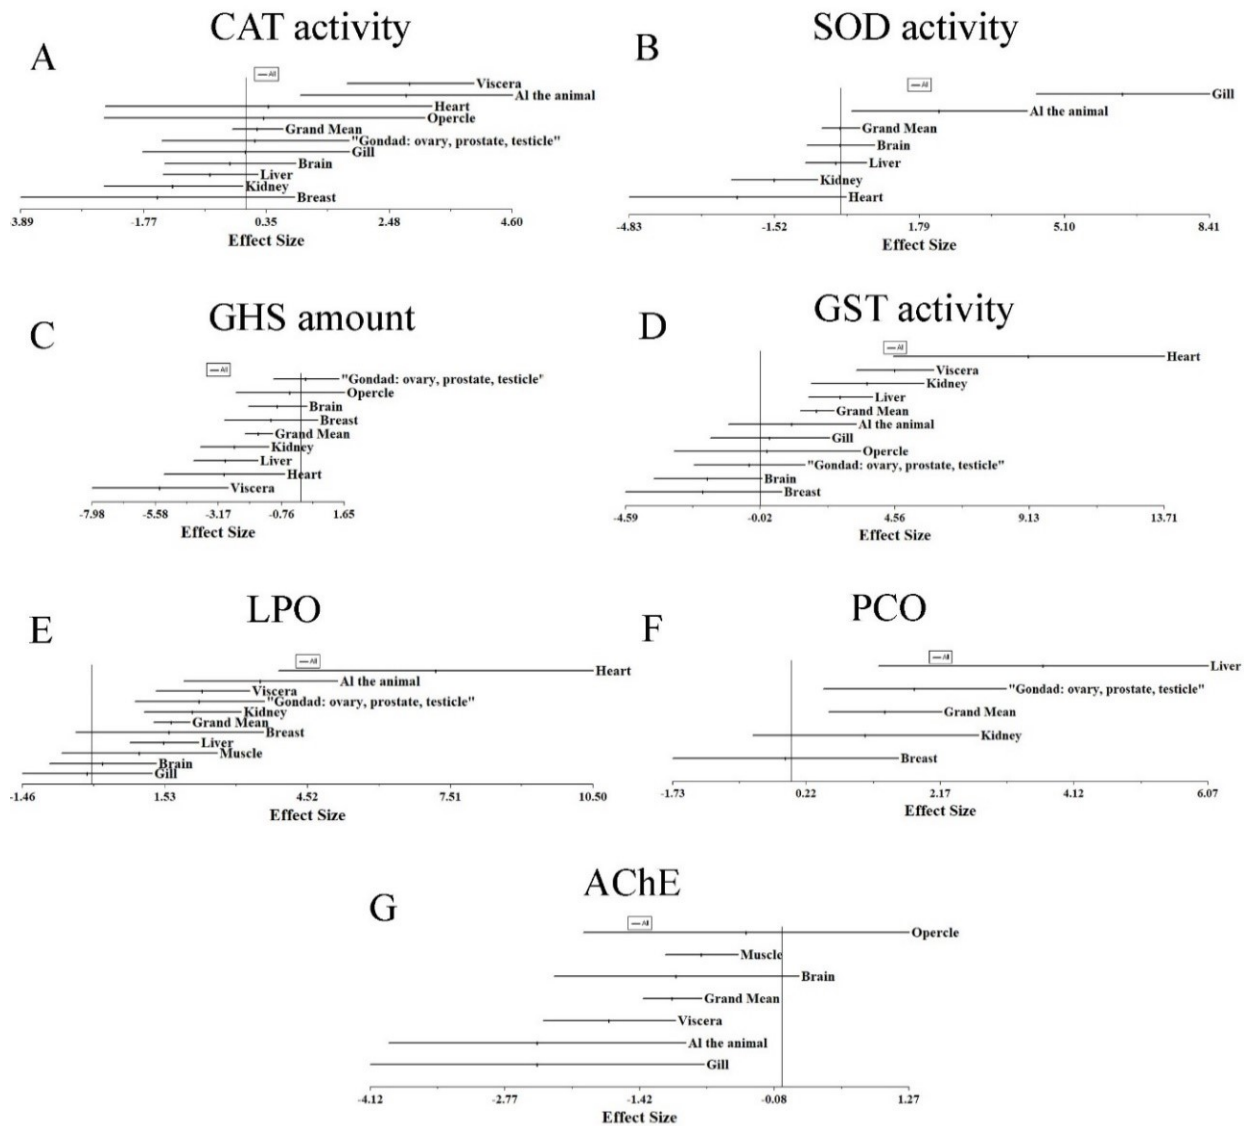 CAT activity
A
All
Viscera
Al the animal
Heart
Opercle
Grand Mean
"Gondad: ovary, prostate, testicle"
Gill
Brain
Liver
Kidney
Breast
3.89 -1.77 0.35 2.48 4.60
Effect Size
SOD activity
B
All
Gill
Al the animal
Grand Mean
Brain
Liver
Kidney
Heart
-4.83 -1.52 1.79 5.10 8.41
Effect Size
GHS amount
C
All
"Gondad: ovary, prostate, testicle'
Opercle
Brain
Breast
Grand Mean
Kidney
Liver
Heart
Viscera
-7.98 -5.58 -3.17 -0.76 1.65
Effect Size
GST activity
D
All
Heart
Viscera
Kidney
Liver
Grand Mean
Al the animal
Gill
Opercle
"Gondad: ovary, prostate, testicle"
Brain
Breast
-4.59 -0.02 4.56 9.13 13.71
Effect Size
LPO
E
All
Heart
Al the animal
Viscera
"Gondad: ovary, prostate, testicle"
Kidney
Grand Mean
Breast
Liver
Muscle
Brain
Gill
-1.46 1.53 4.52 7.51 10.50
Effect Size
PCO
F
All
Liver
"Gondad: ovary, prostate, testicle"
Grand Mean
Kidney
Breast
-1.73 0.22 2.17 4.12 6.07
Effect Size
AChE
G
All
Opercle
Muscle
Brain
Grand Mean
Viscera
Al the animal
Gill
-4.12 -2.77 -1.42 -0.08 1.27
Effect Size